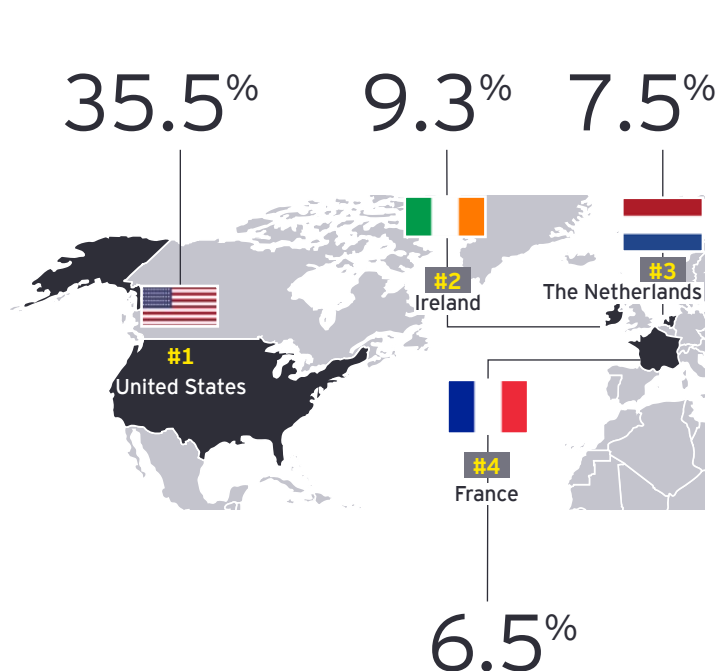 35.5%
9.3%
7.5%
#1
United States
#2
Ireland
#3
The Netherlands
#4
France
6.5%